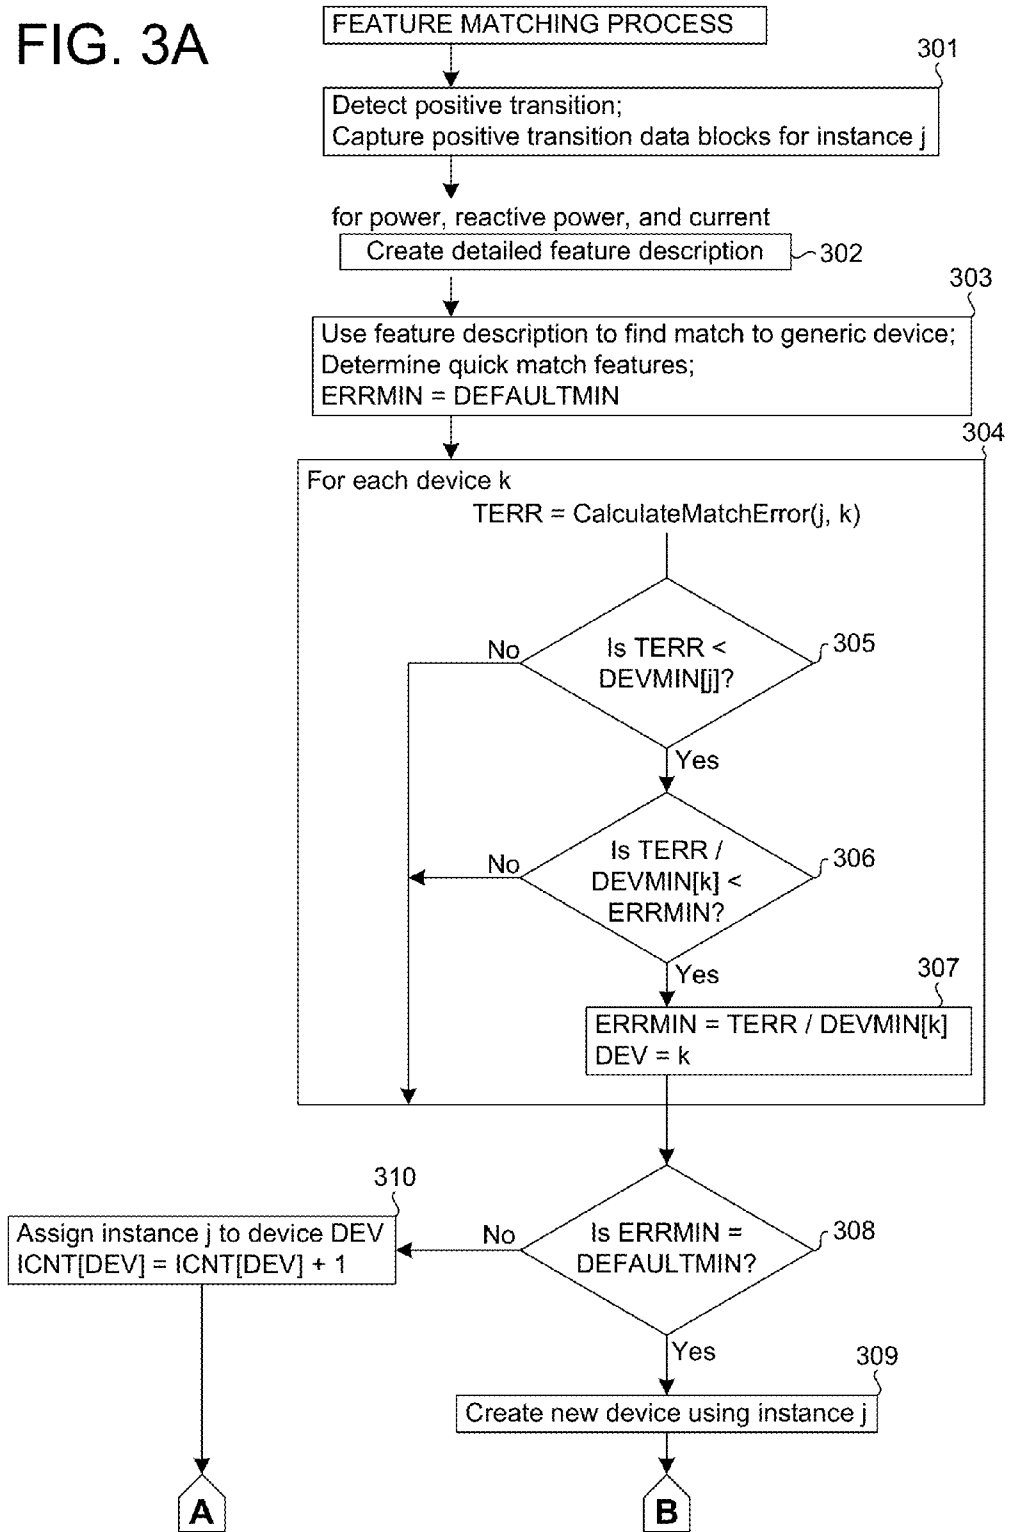 FIG. 3A
FEATURE MATCHING PROCESS
301
Detect positive transition;
Capture positive transition data blocks for instance j
for power, reactive power, and current
Create detailed feature description
302
303
Use feature description to find match to generic device;
Determine quick match features;
ERRMIN = DEFAULTMIN
304
For each device k
TERR = CalculateMatchError(j, k)
No
Is TERR <
DEVMIN[j]?
305
Yes
No
Is TERR /
DEVMIN[k] <
ERRMIN?
306
Yes
307
ERRMIN = TERR / DEVMIN[k]
DEV = k
310
Assign instance j to device DEV
ICNT[DEV] = ICNT[DEV] + 1
No
Is ERRMIN =
DEFAULTMIN?
308
Yes
309
Create new device using instance j
A
B